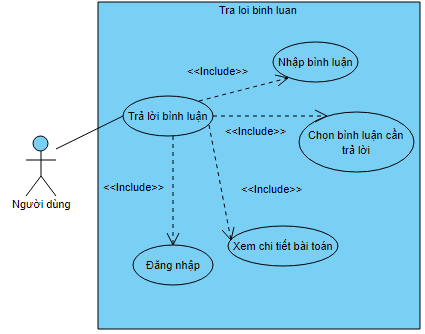 Tra loi binh luan
Nhập bình luận
<<Include>>
Trả lời bình luận
<<Include>>
Chọn bình luận cần
trả lời
<<Include>>
<<Include>>
Người dùng
Xem chi tiết bài toán
Đăng nhập